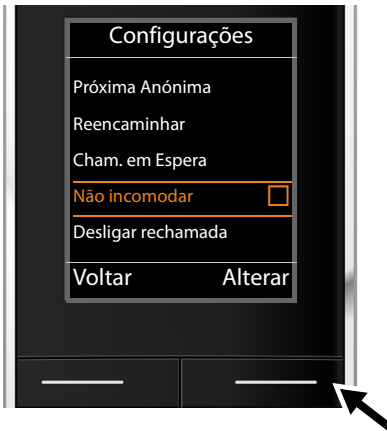 Configurações
Próxima Anónima
Reencaminhar
Cham. em Espera
Não incomodar
Desligar rechamada
Voltar Alterar